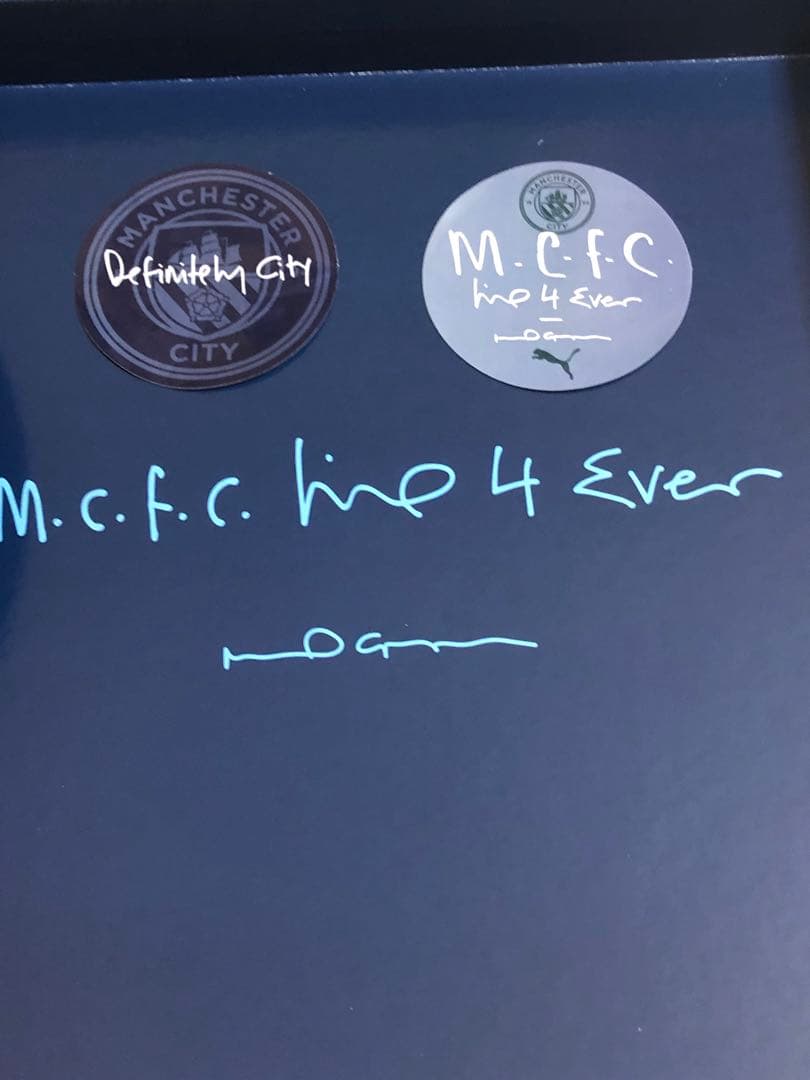 MANCHESTER
Definitely City
CITY
MANCHESTER
CITY
M.C.F.C.
Live 4 Ever
M.C.F.C. Live 4 Ever